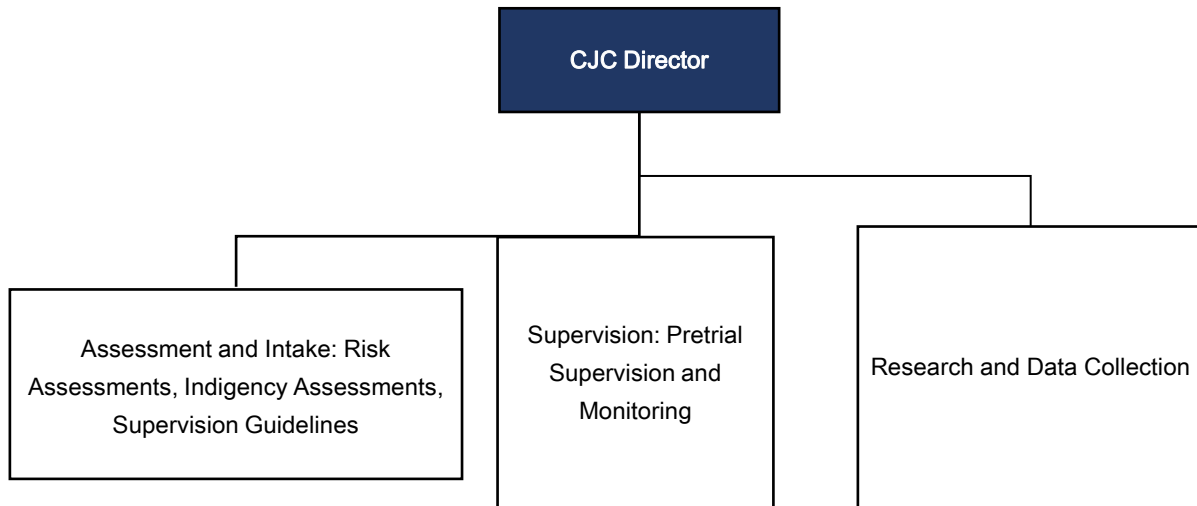 CJC Director
Assessment and Intake: Risk
Assessments, Indigency Assessments,
Supervision Guidelines
Supervision: Pretrial
Supervision and
Monitoring
Research and Data Collection